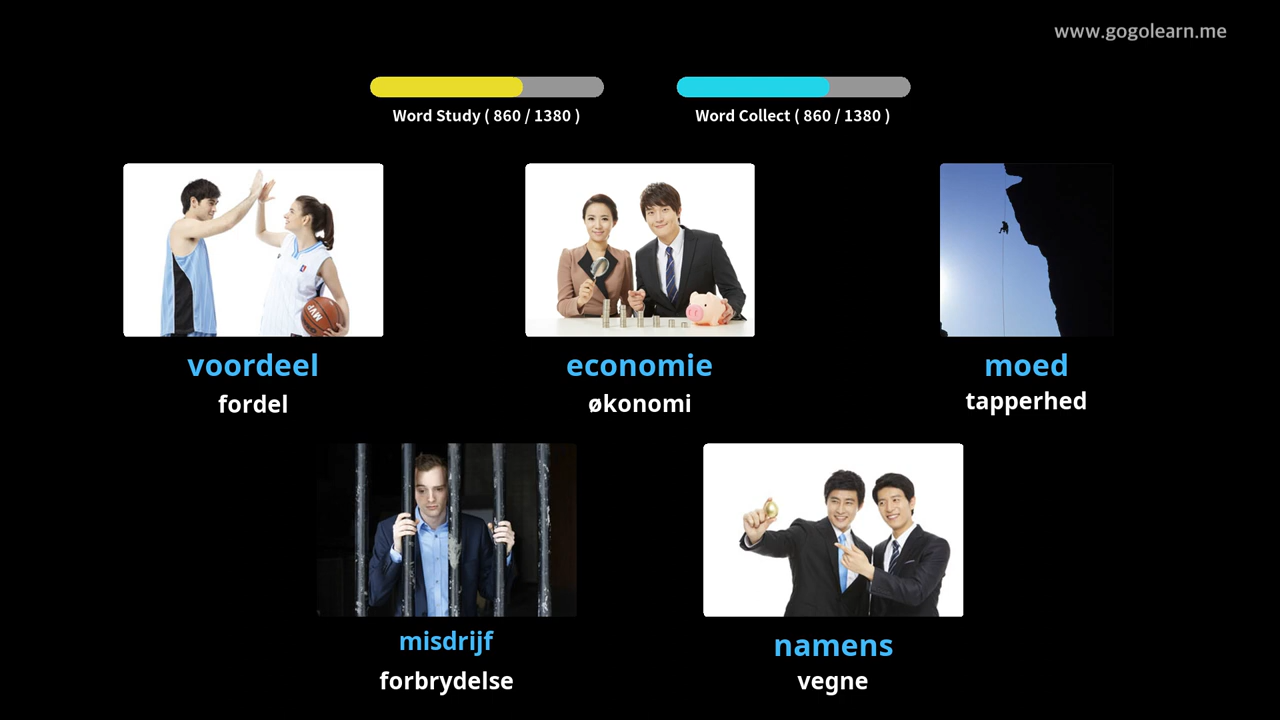 www.gogolearn.me
Word Study ( 860 / 1380 )
Word Collect ( 860 / 1380 )
voordeel
fordel
economie
økonomi
moed
tapperhed
misdrijf
forbrydelse
namens
vegne